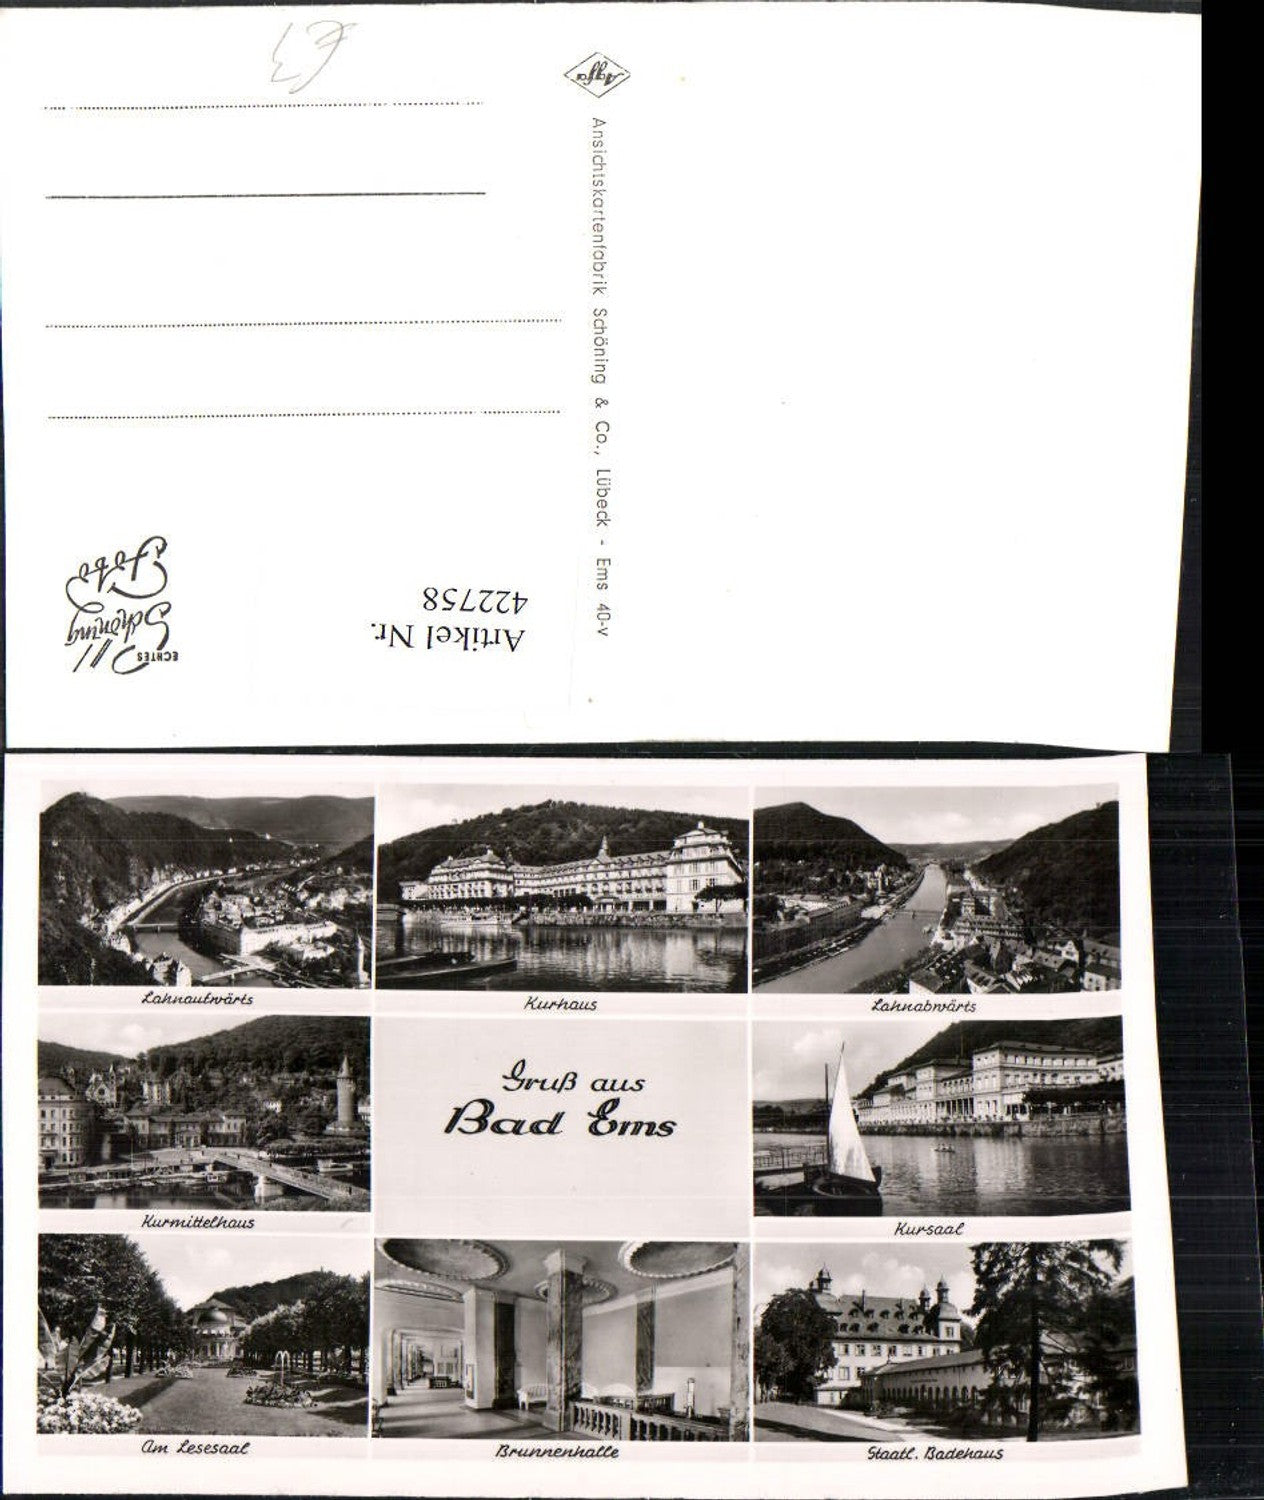 Agfa
Ansichtskartenfabrik Schöning & Co., Lübeck - Ems 40-v
Artikel Nr.
422758
ECHTES
Schöning
Foto
Lahnaufwärts
Kurhaus
Lahnabwärts
Gruß aus
Bad Ems
Kurmittelhaus
Kursaal
Am Lesesaal
Brunnenhalle
Staatl. Badehaus